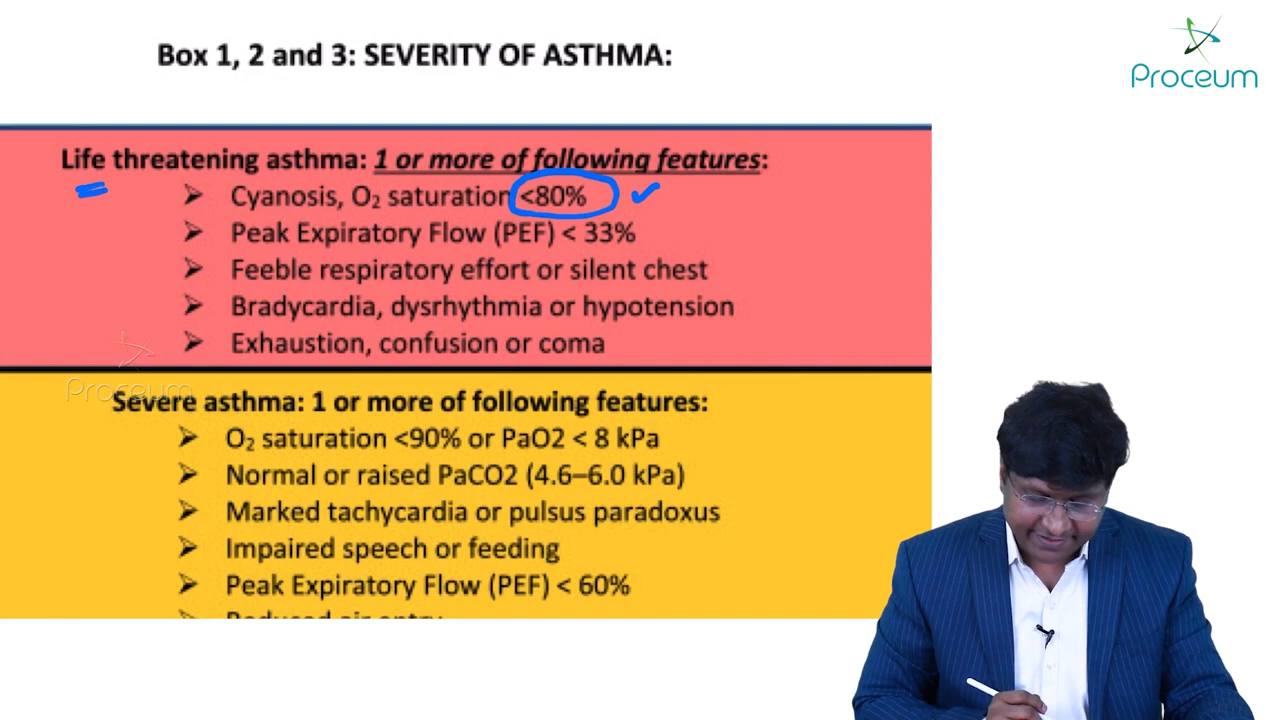 Box 1, 2 and 3: SEVERITY OF ASTHMA:
Proceum
Life threatening asthma: 1 or more of following features:
➤ Cyanosis, O₂ saturation <80%
➤ Peak Expiratory Flow (PEF) < 33%
➤ Feeble respiratory effort or silent chest
➤ Bradycardia, dysrhythmia or hypotension
➤ Exhaustion, confusion or coma
Proceum
Severe asthma: 1 or more of following features:
➤ O₂ saturation <90% or PaO2 < 8 kPa
➤ Normal or raised PaCO2 (4.6–6.0 kPa)
➤ Marked tachycardia or pulsus paradoxus
➤ Impaired speech or feeding
➤ Peak Expiratory Flow (PEF) < 60%
➤ Reduced air entry